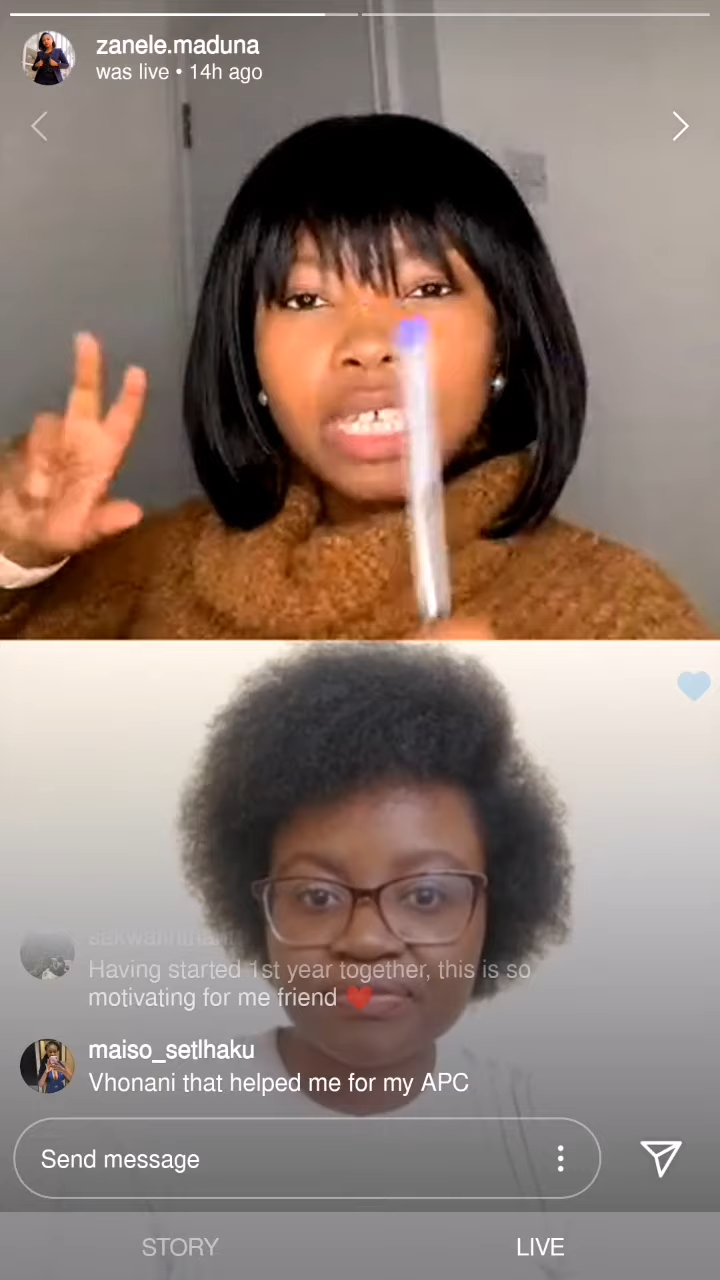 zanele.maduna
was live • 14h ago
Having started 1st year together, this is so
motivating for me friend ❤️
maiso_setlhaku
Vhonani that helped me for my APC
Send message
STORY
LIVE